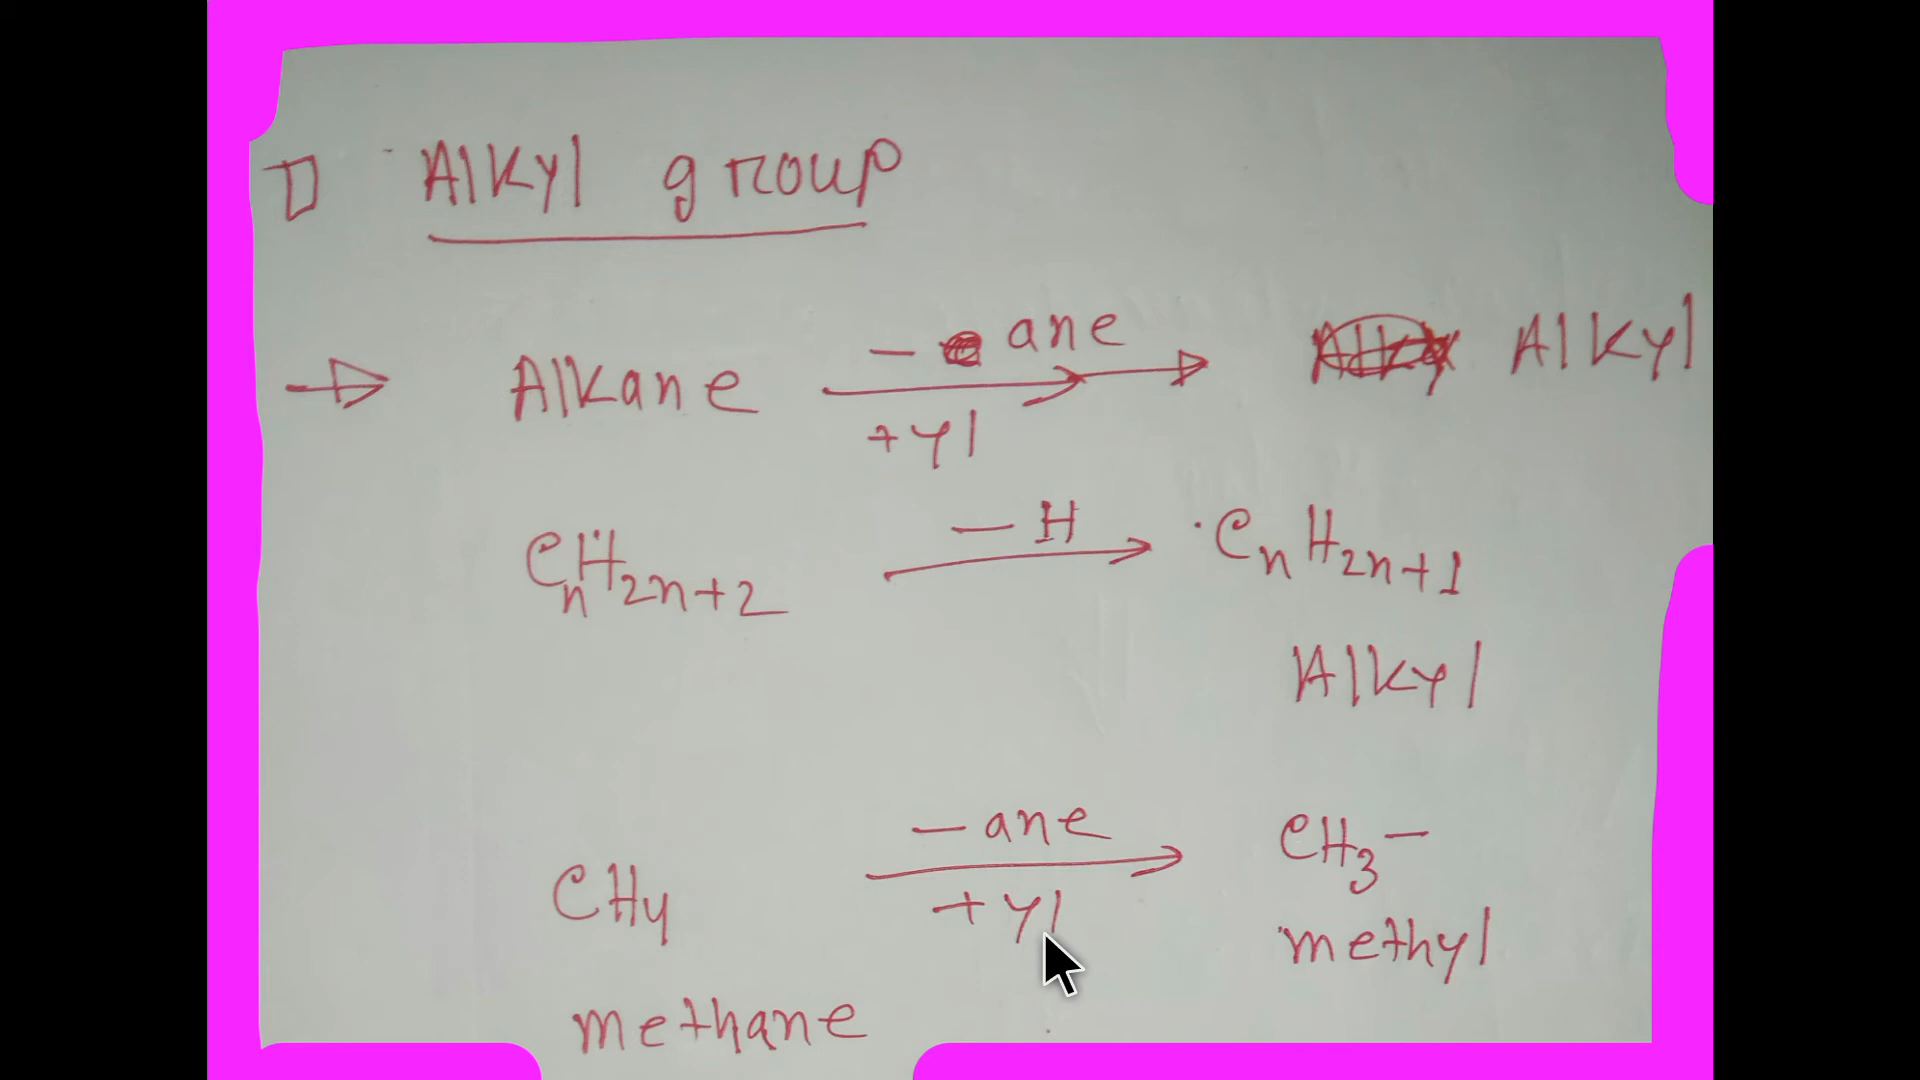 Alkyl group
Alkane - ane +yl Alkyl
CnH2n+2 - H CnH2n+1
Alkyl
CH4 - ane +yl CH3 -
methane methyl